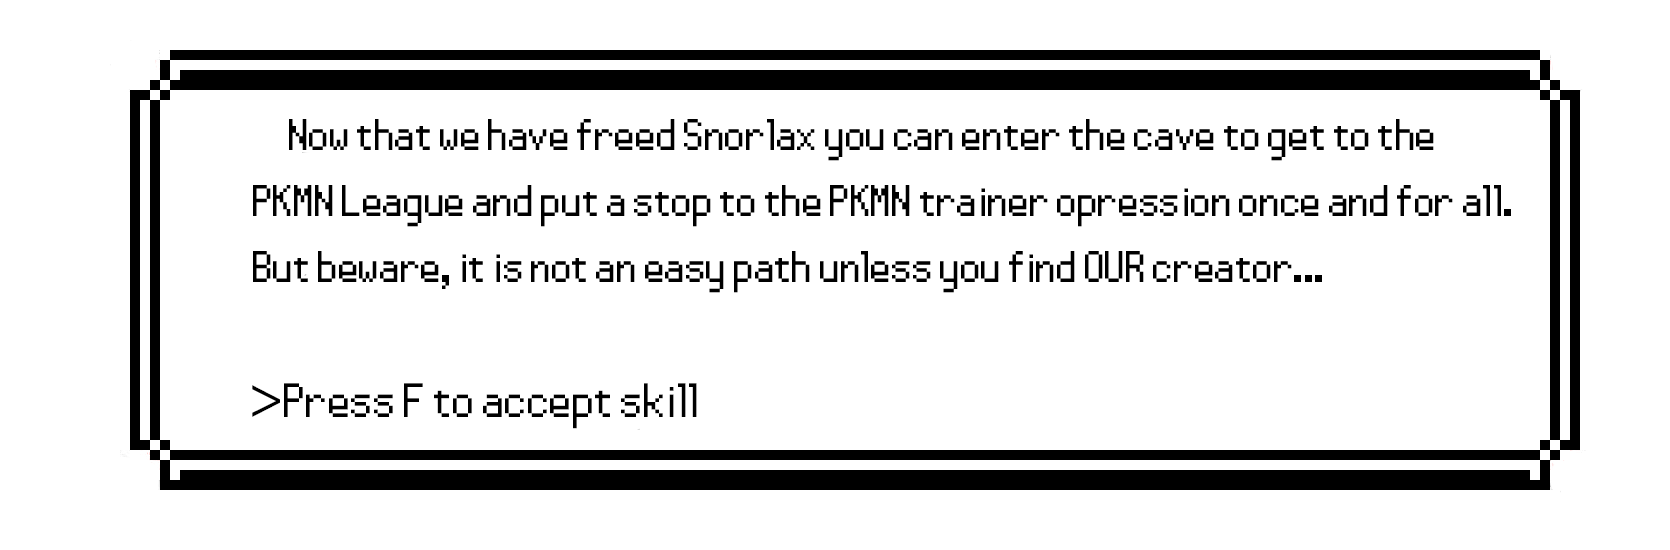 Now that we have freed Snorlax you can enter the cave to get to the
PKMN League and put a stop to the PKMN trainer opression once and for all.
But beware, it is not an easy path unless you find OUR creator...
>Press F to accept skill